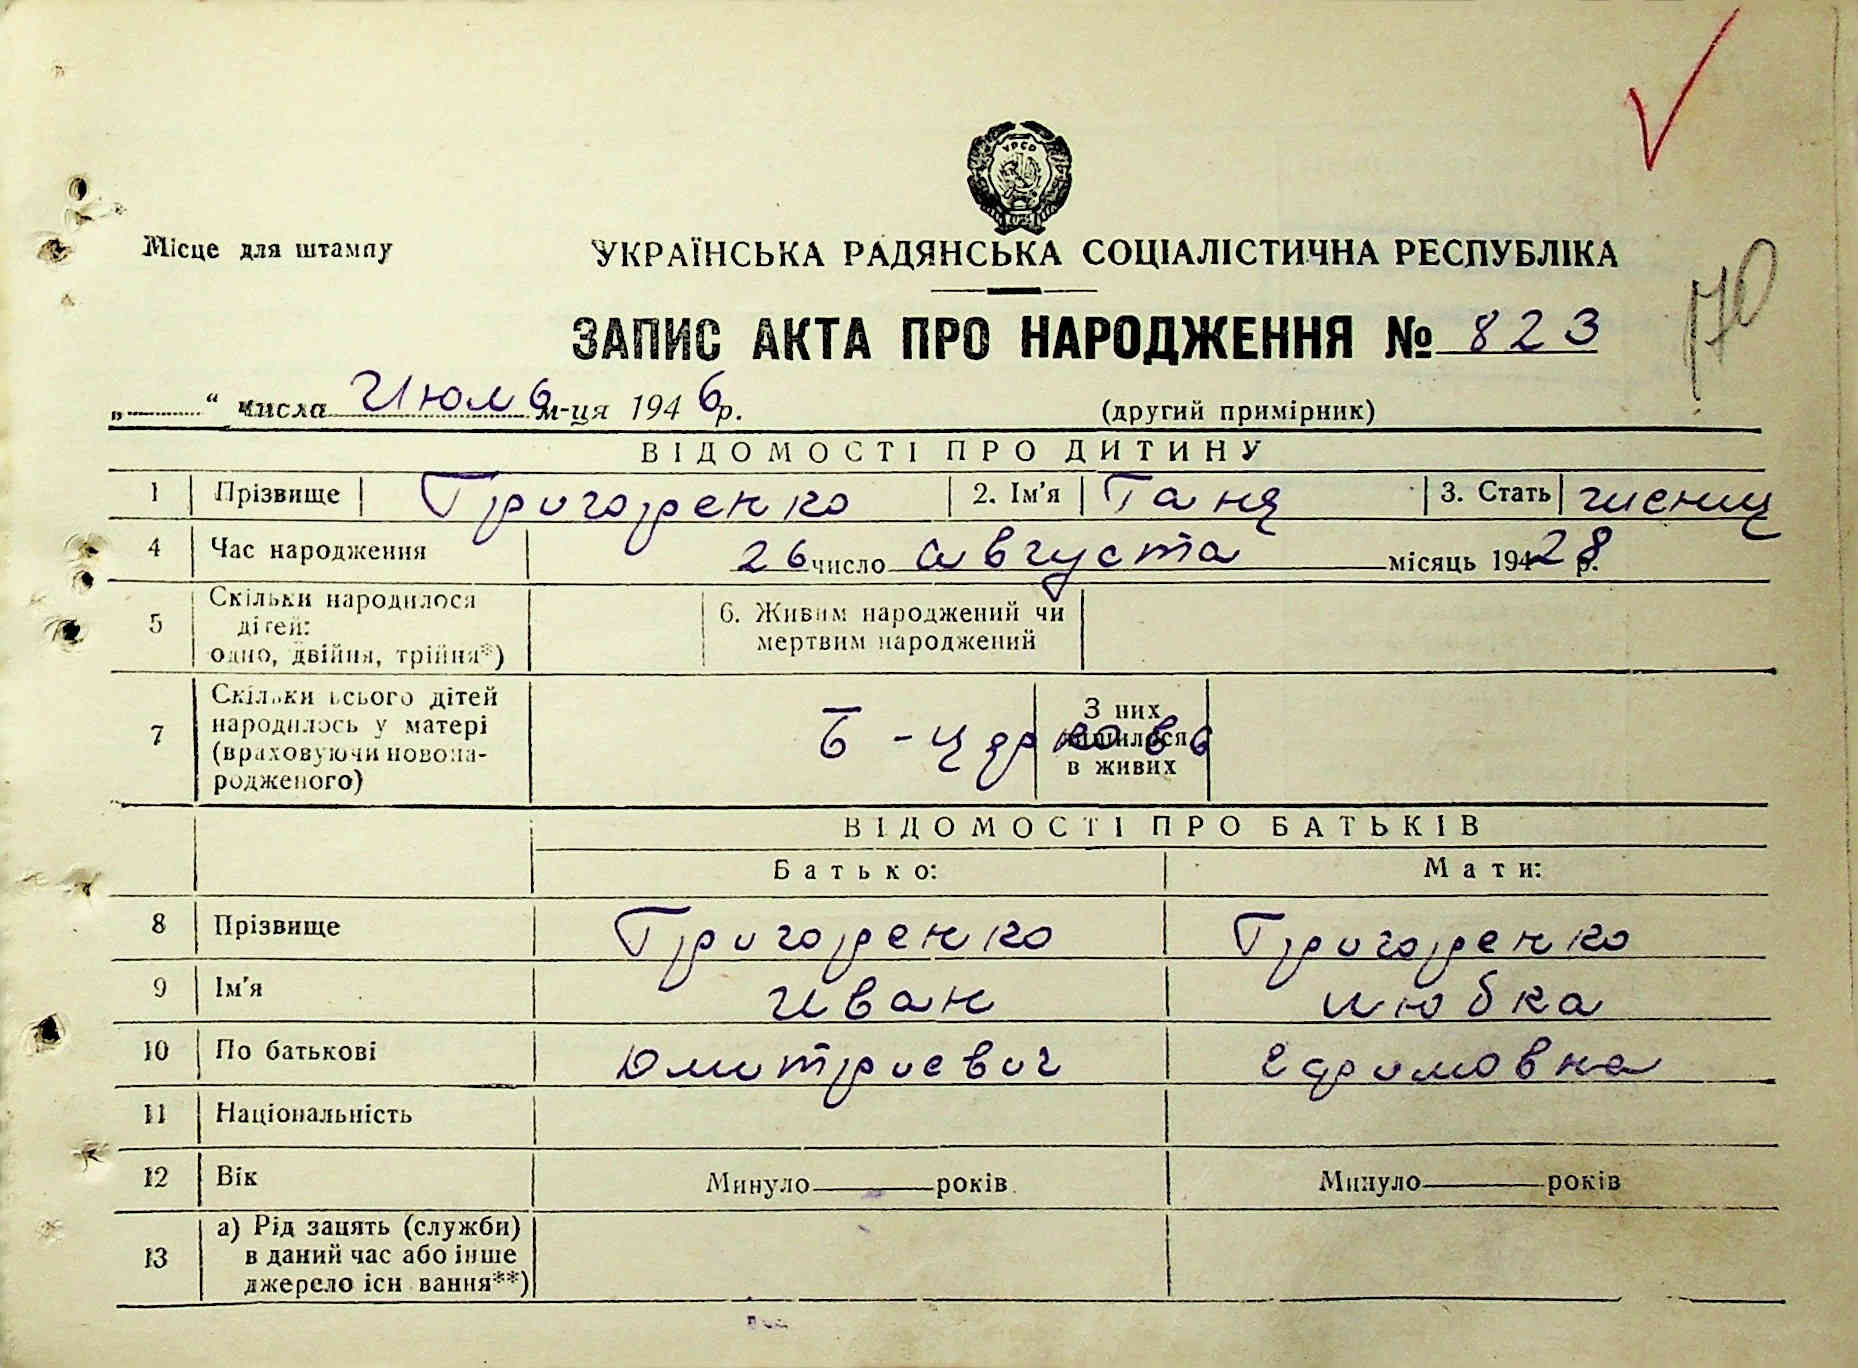 УРСР
Місце для штампу
УКРАЇНСЬКА РАДЯНСЬКА СОЦІАЛІСТИЧНА РЕСПУБЛІКА
170
ЗАПИС АКТА ПРО НАРОДЖЕННЯ № 823
„ “ числа Июль м-ця 1946 р.
(другий примірник)
ВІДОМОСТІ ПРО ДИТИНУ
1 Прізвище Григоренко 2. Ім'я Таня 3. Стать женщ
4 Час народження 26 число августа місяць 19428 р.
5 Скільки народилося дітей: одно, двійня, трійня*) 6. Живим народжений чи мертвим народжений
7 Скільки всього дітей народилось у матері (враховуючи новонародженого) Б-Церковь З них лишилося в живих
ВІДОМОСТІ ПРО БАТЬКІВ
Батько: Мати:
8 Прізвище Григоренко Григоренко
9 Ім'я Иван Любка
10 По батькові Дмитриевич Ефимовна
11 Національність
12 Вік Минуло років Минуло років
13 а) Рід занять (служби) в даний час або інше джерело існ вання**)